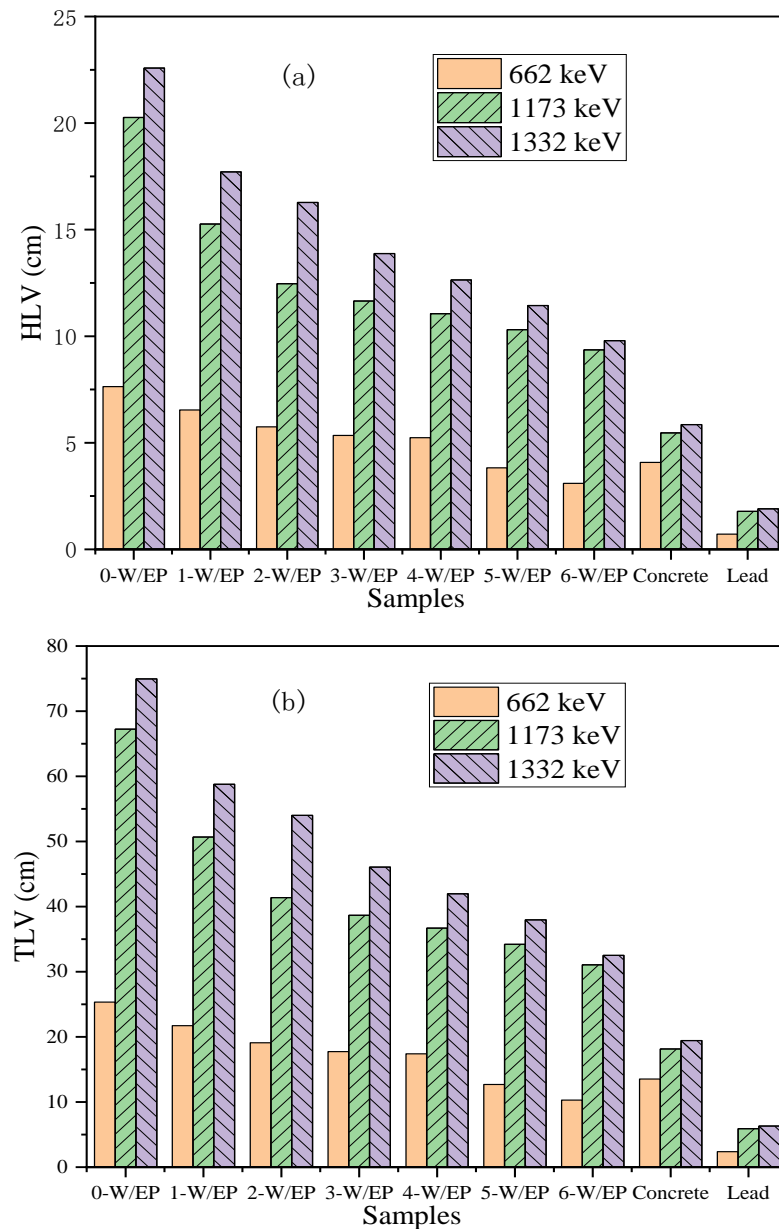 25
20
15
10
5
0
HLV (cm)
(a)
662 keV
1173 keV
1332 keV
0-W/EP 1-W/EP 2-W/EP 3-W/EP 4-W/EP 5-W/EP 6-W/EP Concrete Lead
Samples
80
70
60
50
40
30
20
10
0
TLV (cm)
(b)
662 keV
1173 keV
1332 keV
0-W/EP 1-W/EP 2-W/EP 3-W/EP 4-W/EP 5-W/EP 6-W/EP Concrete Lead
Samples